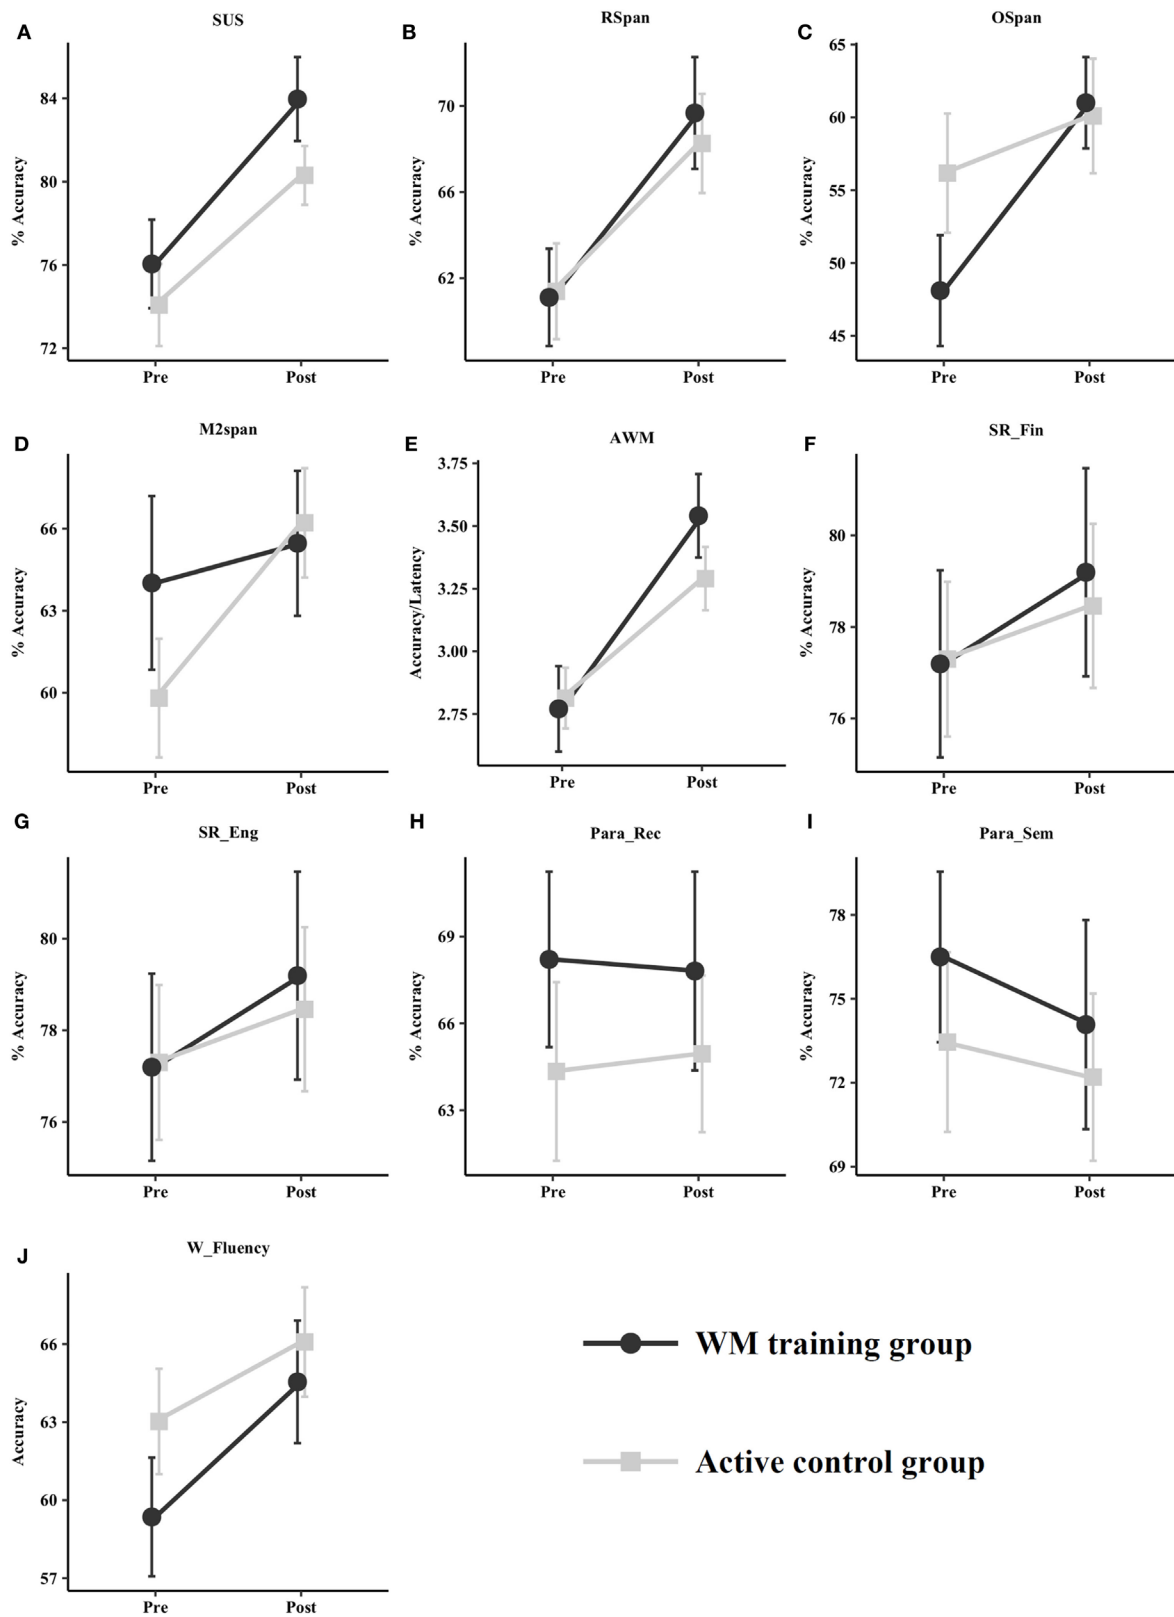 A
SUS
% Accuracy
84
80
76
72
Pre Post
B
RSpan
% Accuracy
70
66
62
Pre Post
C
OSpan
% Accuracy
65
60
55
50
45
Pre Post
D
M2span
% Accuracy
66
63
60
Pre Post
E
AWM
Accuracy/Latency
3.75
3.50
3.25
3.00
2.75
Pre Post
F
SR_Fin
% Accuracy
80
78
76
Pre Post
G
SR_Eng
% Accuracy
80
78
76
Pre Post
H
Para_Rec
% Accuracy
69
66
63
Pre Post
I
Para_Sem
% Accuracy
78
75
72
69
Pre Post
J
W_Fluency
Accuracy
66
63
60
57
Pre Post
WM training group
Active control group